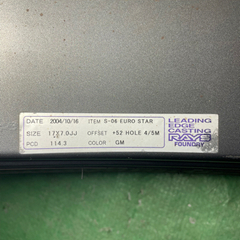 DATE 2004/10/16 ITEM S-06 EURO STAR
SIZE 17X7.0JJ OFFSET +52 HOLE 4/5M
PCD 114.3 COLOR GM
LEADING
EDGE
CASTING
RAYS
FOUNDRY